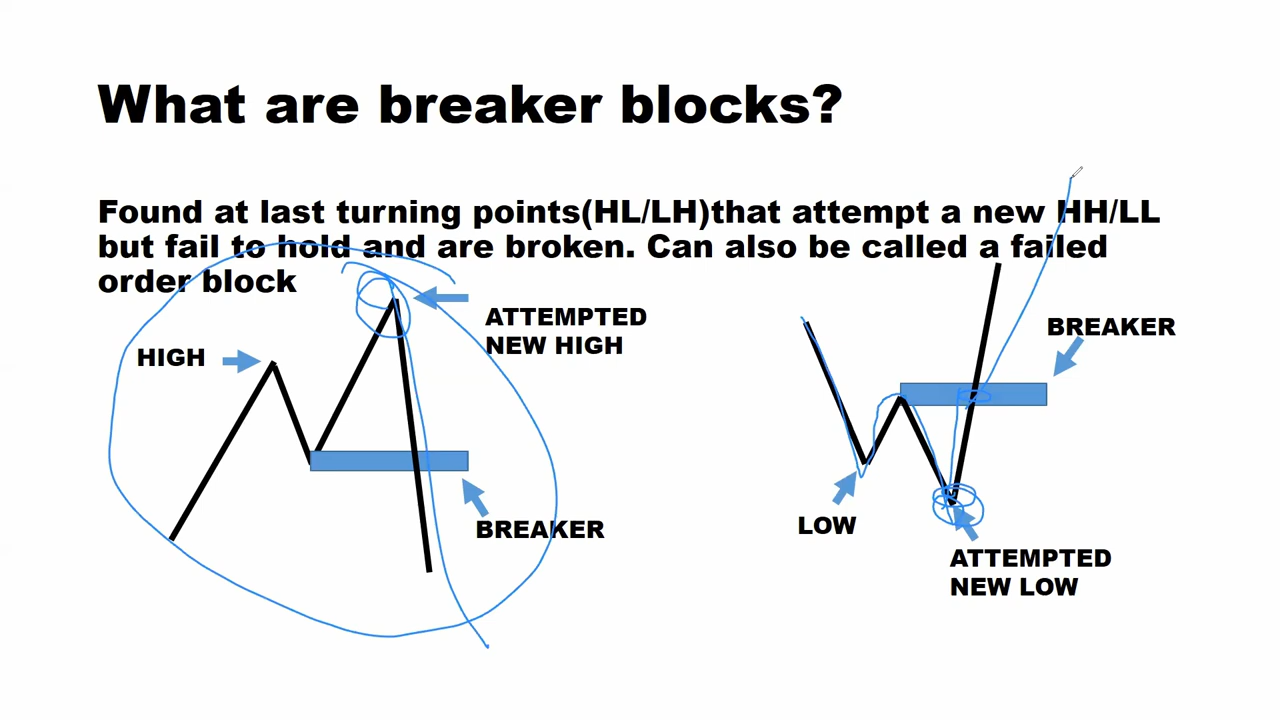 What are breaker blocks?
Found at last turning points(HL/LH)that attempt a new HH/LL
but fail to hold and are broken. Can also be called a failed
order block
HIGH
ATTEMPTED
NEW HIGH
BREAKER
BREAKER
LOW
ATTEMPTED
NEW LOW